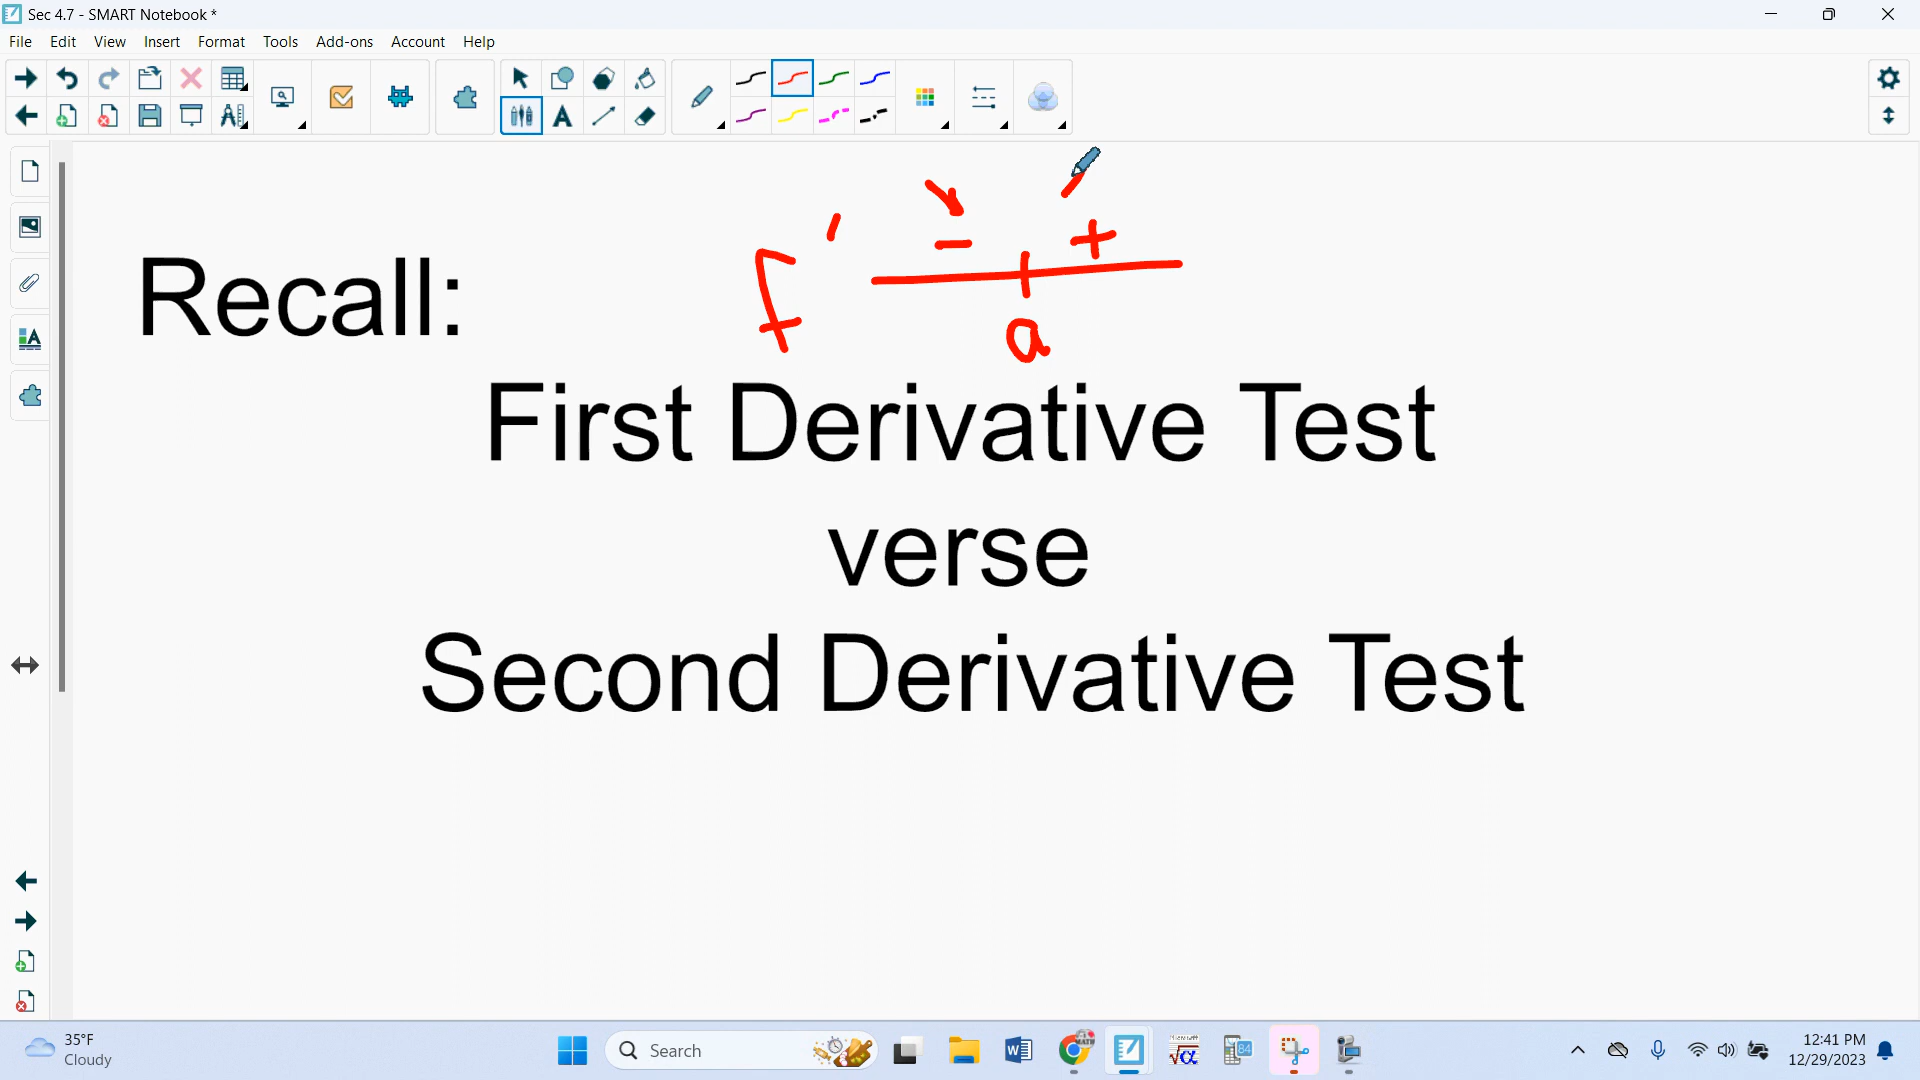 Sec 4.7 - SMART Notebook *
File Edit View Insert Format Tools Add-ons Account Help
f ' − +
a
Recall:
First Derivative Test
verse
Second Derivative Test
35°F
Cloudy
Search
84
12:41 PM
12/29/2023